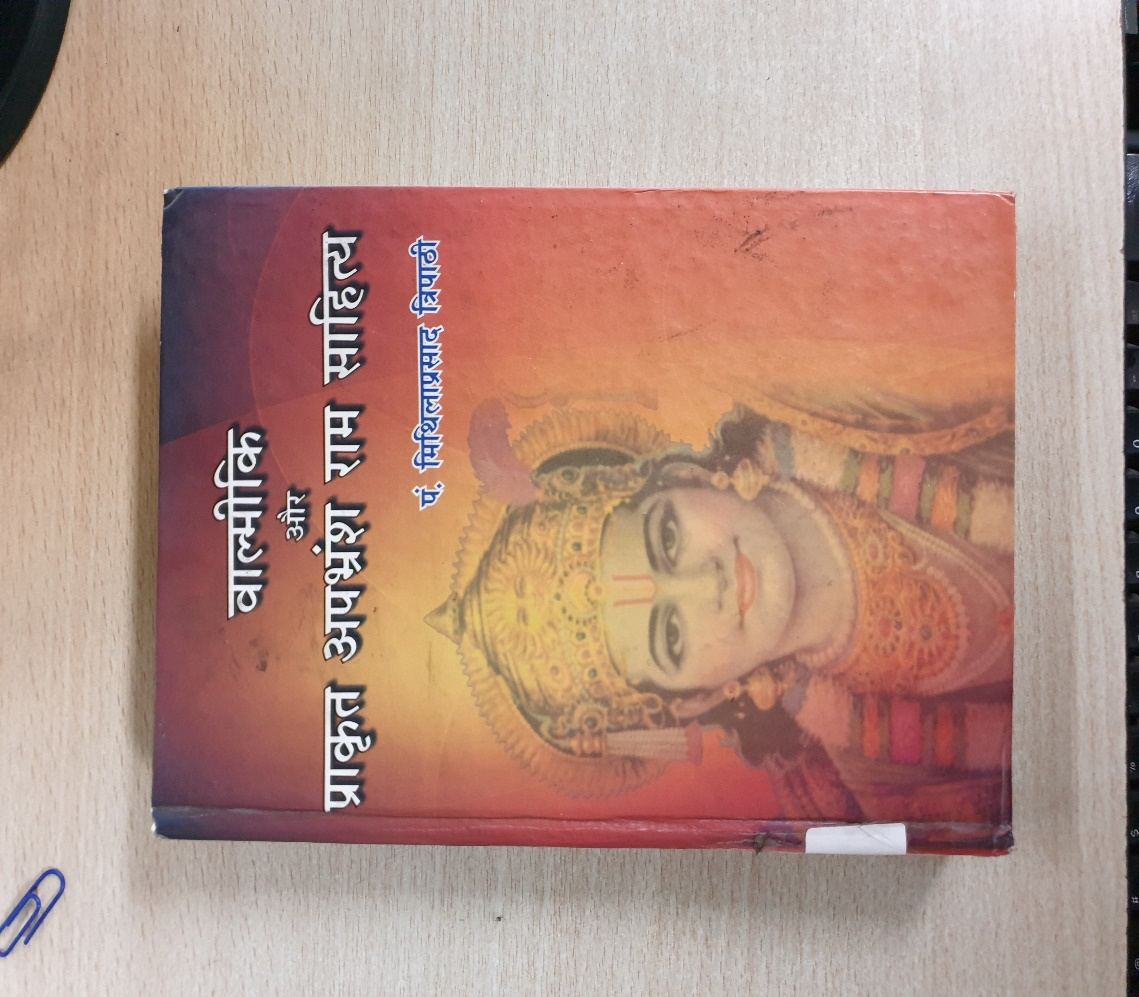 वाल्मीकि
और
प्राकृत अपभ्रंश राम साहित्य
पं. मिथिलाप्रसाद त्रिपाठी